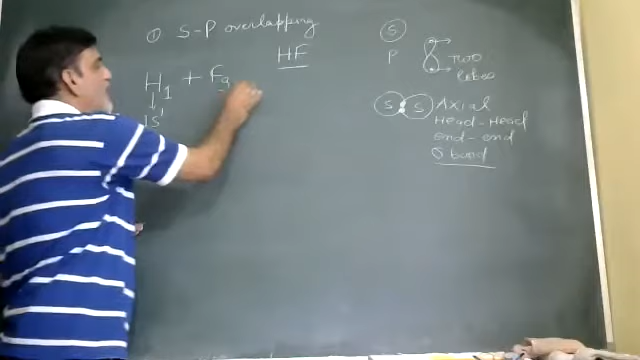 ① S-P overlapping
HF
H₁ + F₉
↓
1S¹
S
P
Two
Lobes
S S Axial
Head-Head
end-end
σ bond